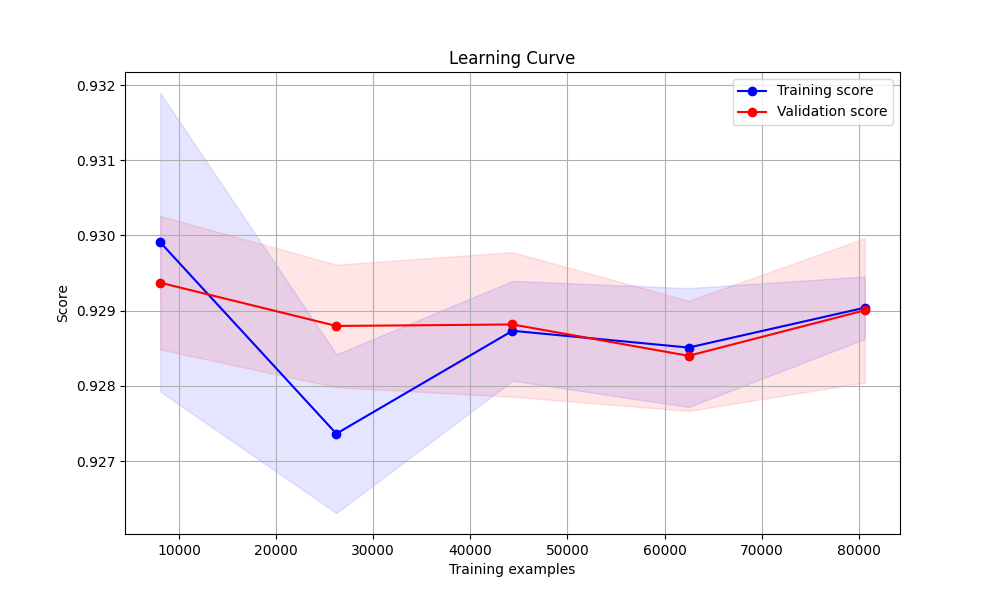 Learning Curve
Training score
Validation score
0.932
0.931
0.930
0.929
0.928
0.927
Score
10000 20000 30000 40000 50000 60000 70000 80000
Training examples